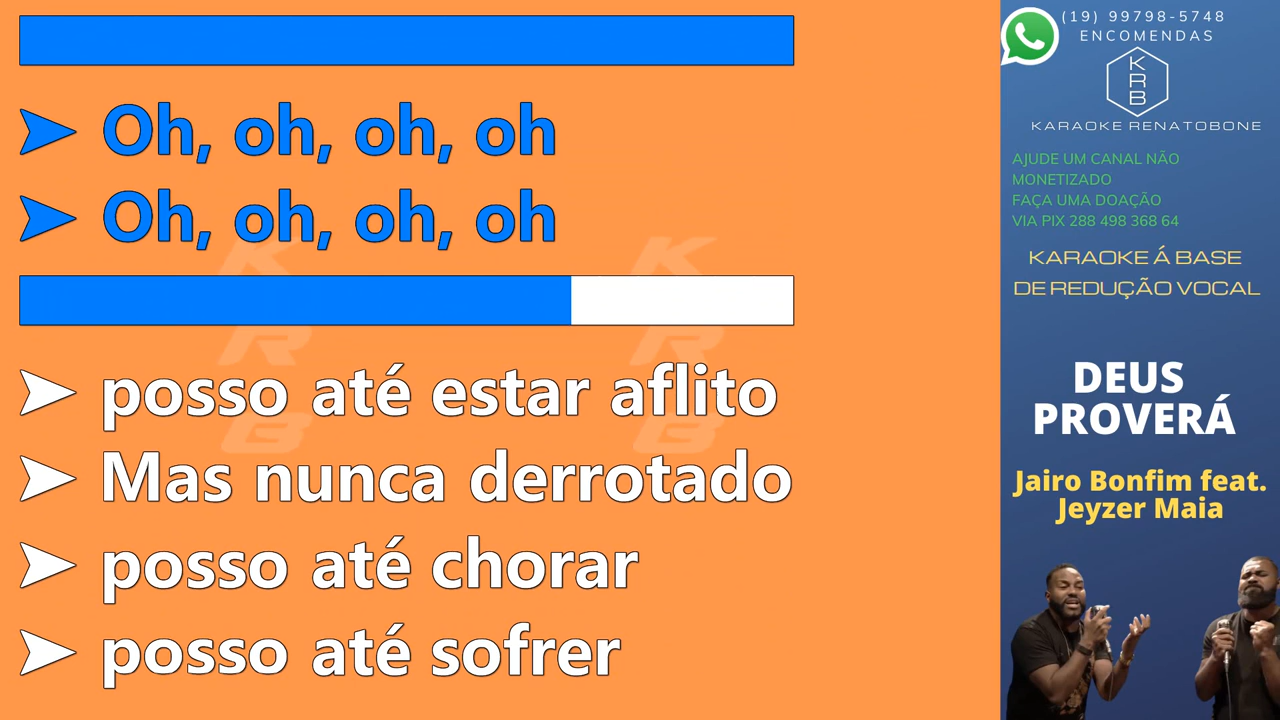 Oh, oh, oh, oh
Oh, oh, oh, oh
posso até estar aflito
Mas nunca derrotado
posso até chorar
posso até sofrer
(19) 99798-5748
ENCOMENDAS
K
R
B
KARAOKE RENATOBONE
AJUDE UM CANAL NÃO
MONETIZADO
FAÇA UMA DOAÇÃO
VIA PIX 288 498 368 64
KARAOKE Á BASE
DE REDUÇÃO VOCAL
DEUS
PROVERÁ
Jairo Bonfim feat.
Jeyzer Maia
K
R
B
K
R
B